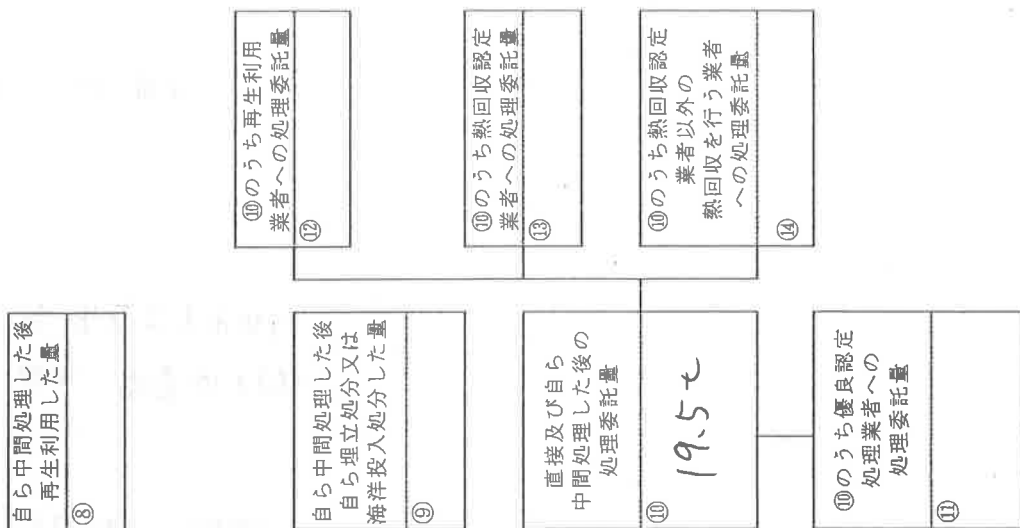 自ら中間処理した後
再生利用した量
⑧
自ら中間処理した後
自ら埋立処分又は
海洋投入処分した量
⑨
直接及び自ら
中間処理した後の
処理委託量
⑩
19.5t
⑩のうち優良認定
処理業者への
処理委託量
⑪
⑩のうち再生利用
業者への処理委託量
⑫
⑩のうち熱回収認定
業者への処理委託量
⑬
⑩のうち熱回収認定
業者以外の
熱回収を行う業者
への処理委託量
⑭